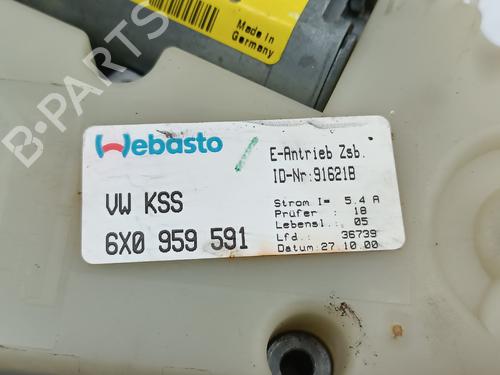 Made in
Germany
B-PARTS
Webasto
E-Antrieb Zsb.
ID-Nr:91621B
VW KSS
6X0 959 591
Strom I= 5.4 A
Prüfer : 18
Lebensl.: 05
Lfd.: 36739
Datum:27.10.00